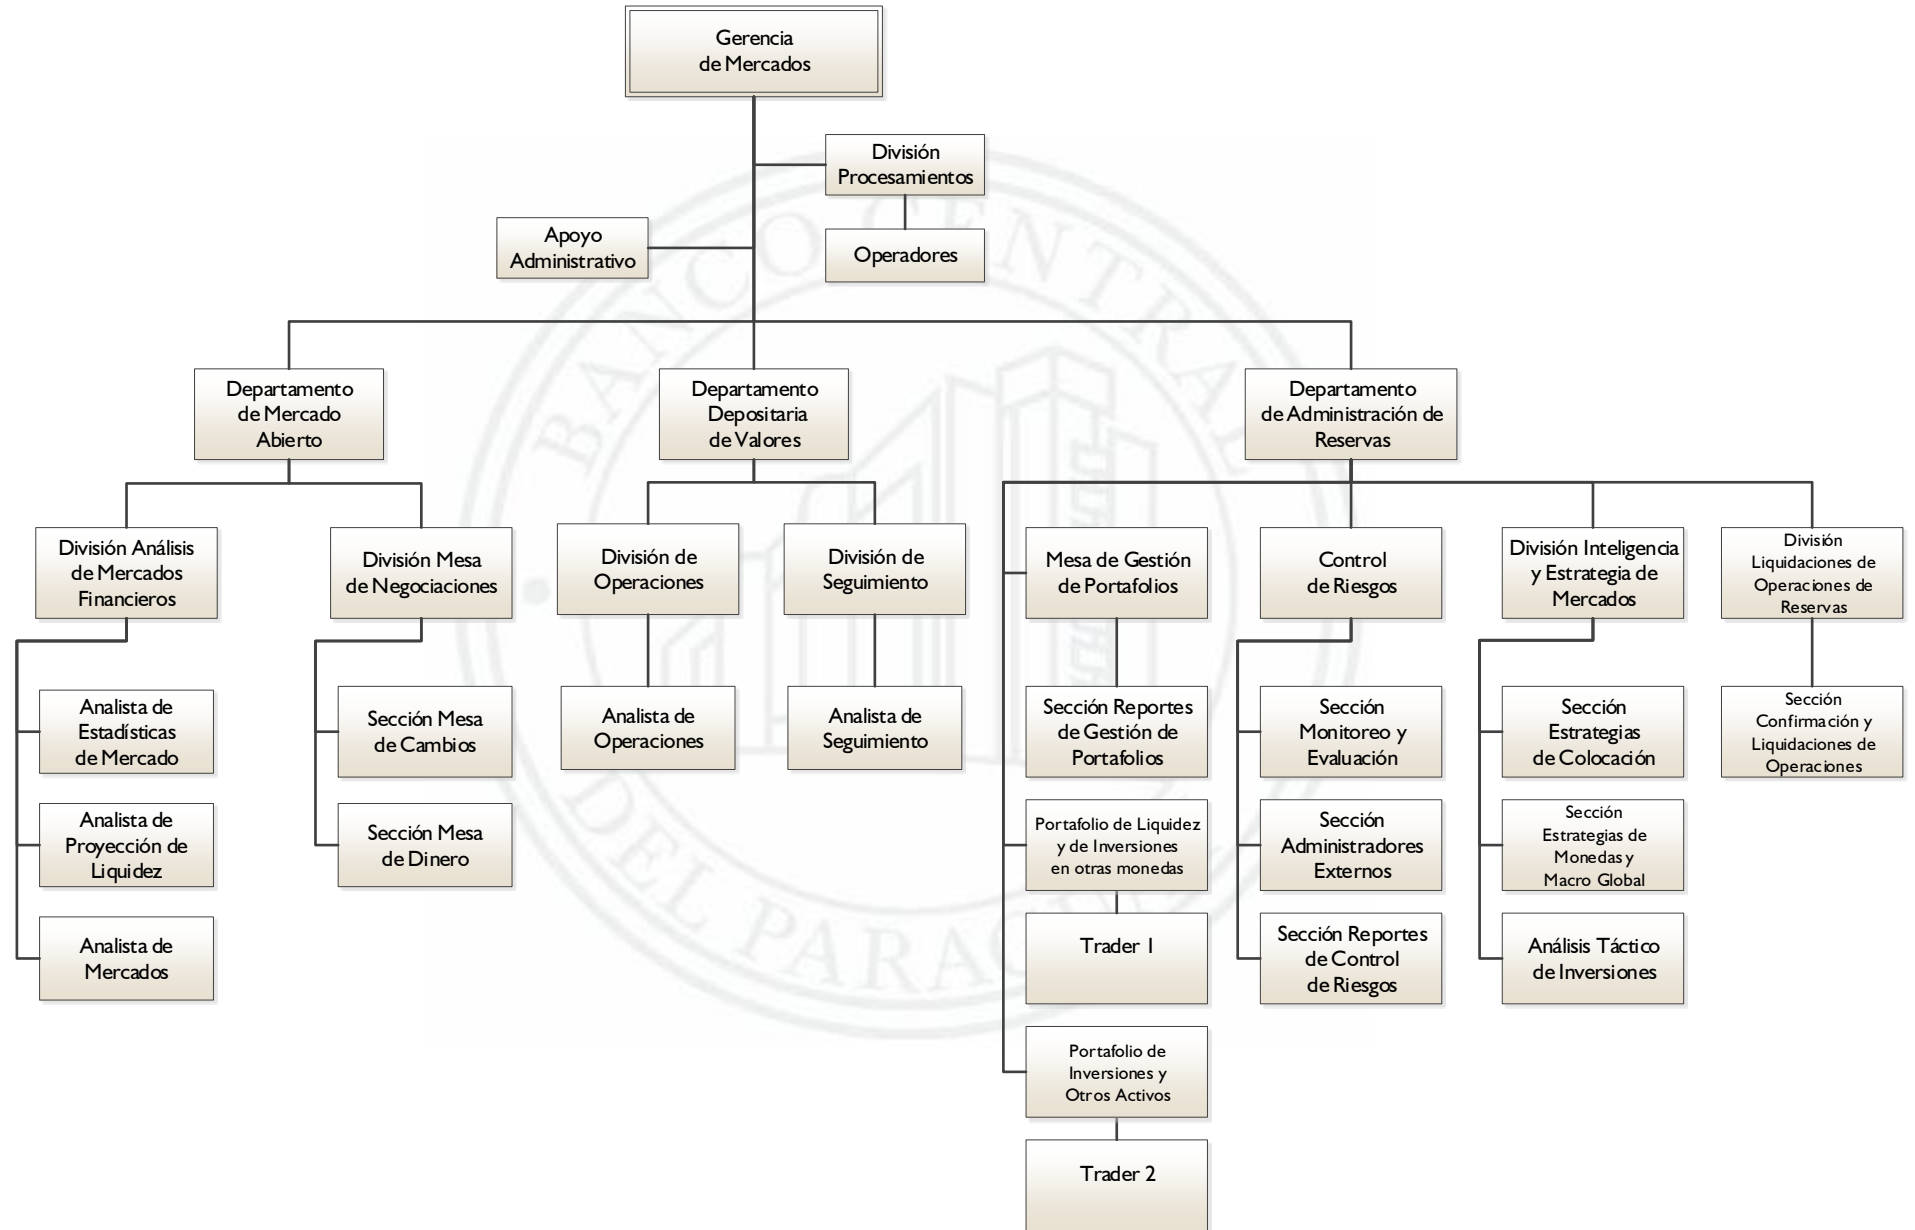 Gerencia
de Mercados
División
Procesamientos
Apoyo
Administrativo
Operadores
Departamento
de Mercado
Abierto
Departamento
Depositaria
de Valores
Departamento
de Administración de
Reservas
División Análisis
de Mercados
Financieros
División Mesa
de Negociaciones
División de
Operaciones
División de
Seguimiento
Mesa de Gestión
de Portafolios
Control
de Riesgos
División Inteligencia
y Estrategia de
Mercados
División
Liquidaciones de
Operaciones de
Reservas
Analista de
Estadísticas
de Mercado
Sección Mesa
de Cambios
Analista de
Operaciones
Analista de
Seguimiento
Sección Reportes
de Gestión de
Portafolios
Sección
Monitoreo y
Evaluación
Sección
Estrategias
de Colocación
Sección
Confirmación y
Liquidaciones de
Operaciones
Analista de
Proyección de
Liquidez
Sección Mesa
de Dinero
Portafolio de Liquidez
y de Inversiones
en otras monedas
Sección
Administradores
Externos
Sección
Estrategias de
Monedas y
Macro Global
Analista de
Mercados
Trader 1
Sección Reportes
de Control
de Riesgos
Análisis Táctico
de Inversiones
Portafolio de
Inversiones y
Otros Activos
Trader 2
BANCO CENTRAL
DEL PARAGUAY